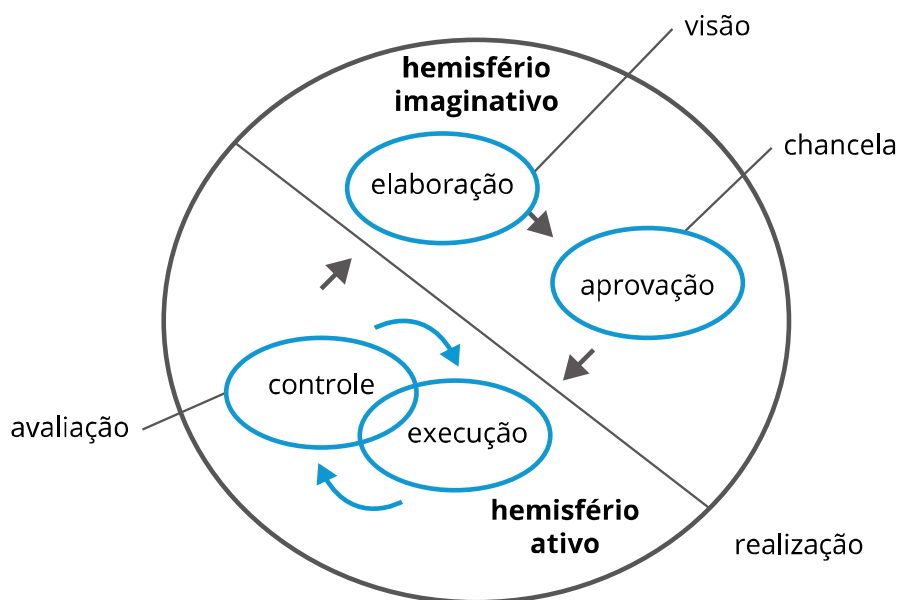 visão
hemisfério
imaginativo
chancela
elaboração
aprovação
controle
avaliação
execução
hemisfério
ativo
realização